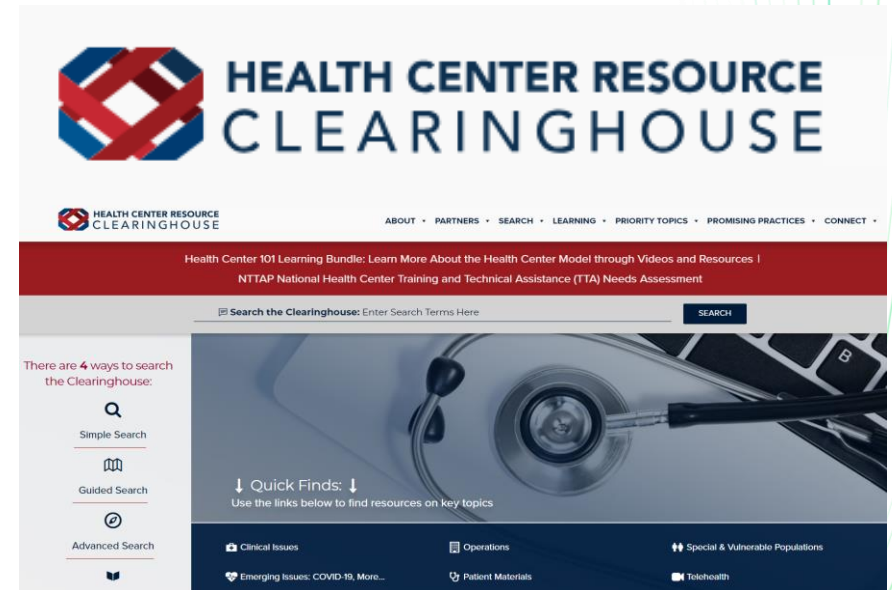 HEALTH CENTER RESOURCE
CLEARINGHOUSE
HEALTH CENTER RESOURCE
CLEARINGHOUSE
ABOUT • PARTNERS • SEARCH • LEARNING • PRIORITY TOPICS • PROMISING PRACTICES • CONNECT •
Health Center 101 Learning Bundle: Learn More About the Health Center Model through Videos and Resources |
NTTAP National Health Center Training and Technical Assistance (TTA) Needs Assessment
Search the Clearinghouse: Enter Search Terms Here
SEARCH
There are 4 ways to search
the Clearinghouse:
Simple Search
Guided Search
Advanced Search
↓ Quick Finds: ↓
Use the links below to find resources on key topics
Clinical Issues
Operations
Special & Vulnerable Populations
Emerging Issues: COVID-19, More...
Patient Materials
Telehealth
B